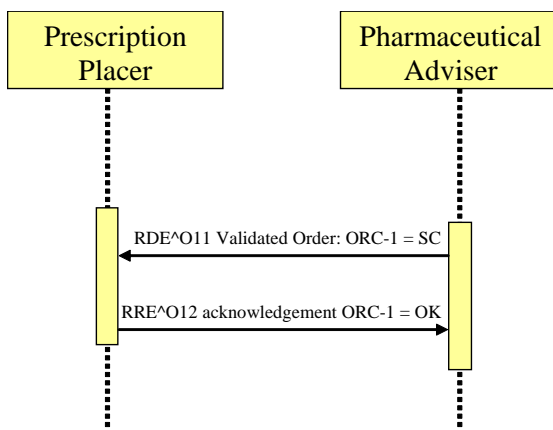 Prescription
Placer
Pharmaceutical
Adviser
RDE^O11 Validated Order: ORC-1 = SC
RRE^O12 acknowledgement ORC-1 = OK